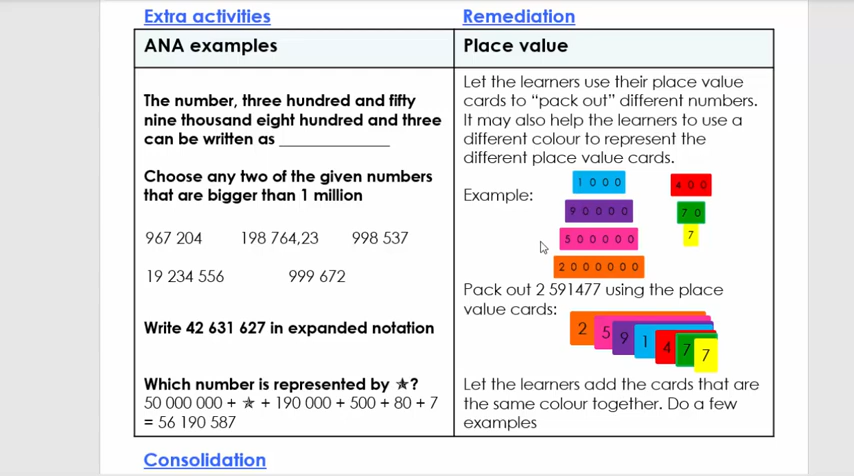 Extra activities
Remediation
ANA examples
Place value
The number, three hundred and fifty
nine thousand eight hundred and three
can be written as _______________
Choose any two of the given numbers
that are bigger than 1 million
967 204 198 764,23 998 537
19 234 556 999 672
Write 42 631 627 in expanded notation
Which number is represented by ★?
50 000 000 + ★ + 190 000 + 500 + 80 + 7
= 56 190 587
Let the learners use their place value
cards to “pack out” different numbers.
It may also help the learners to use a
different colour to represent the
different place value cards.
Example:
1 0 0 0
4 0 0
9 0 0 0 0
7 0
5 0 0 0 0 0
7
2 0 0 0 0 0 0
Pack out 2 591477 using the place
value cards:
2 5 9 1 4 7 7
Let the learners add the cards that are
the same colour together. Do a few
examples
Consolidation